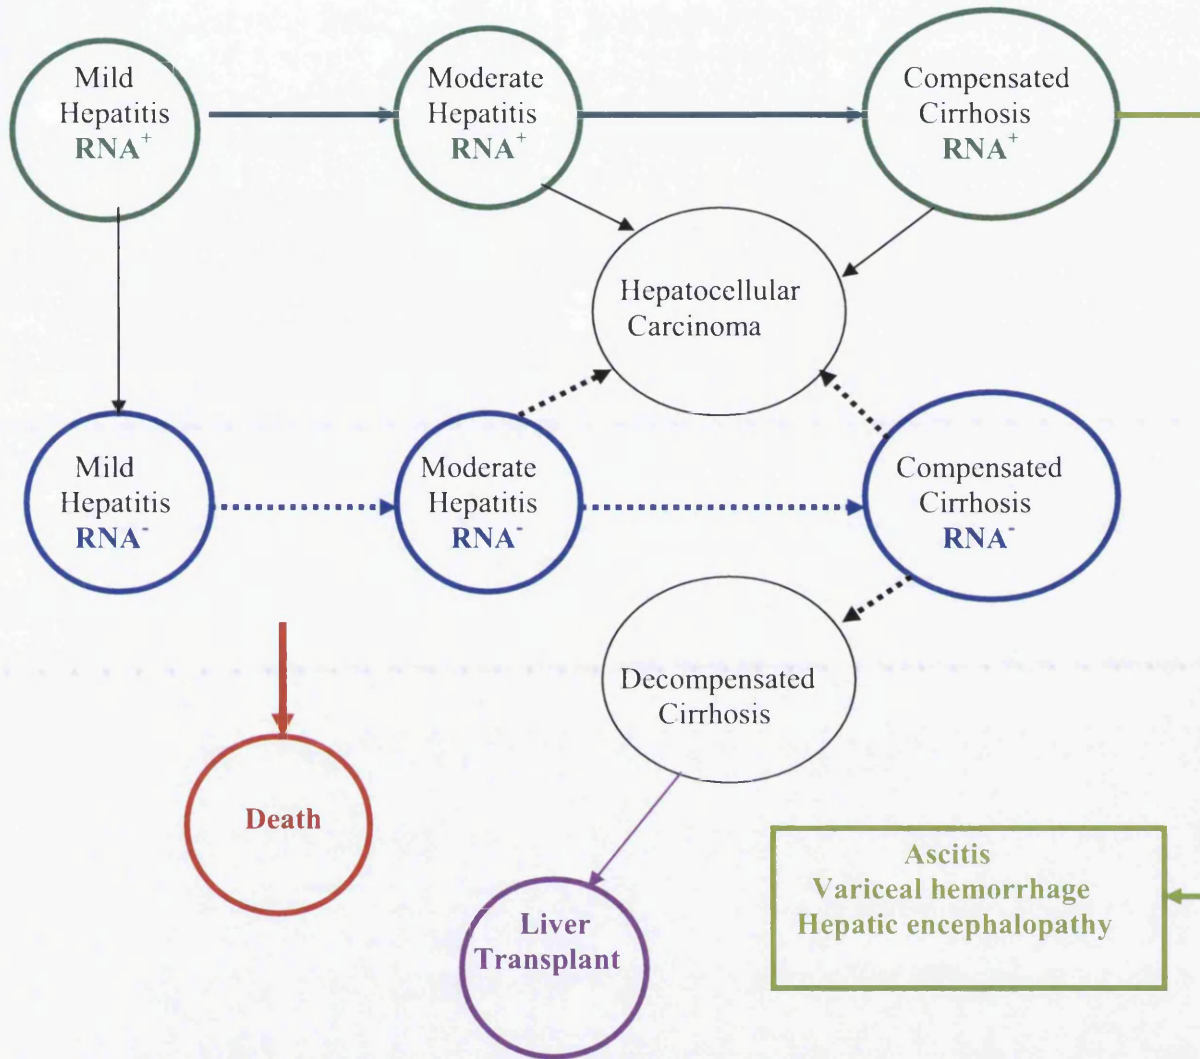 Mild
Hepatitis
RNA⁺
Moderate
Hepatitis
RNA⁺
Compensated
Cirrhosis
RNA⁺
Hepatocellular
Carcinoma
Mild
Hepatitis
RNA⁻
Moderate
Hepatitis
RNA⁻
Compensated
Cirrhosis
RNA⁻
Decompensated
Cirrhosis
Death
Liver
Transplant
Ascitis
Variceal hemorrhage
Hepatic encephalopathy